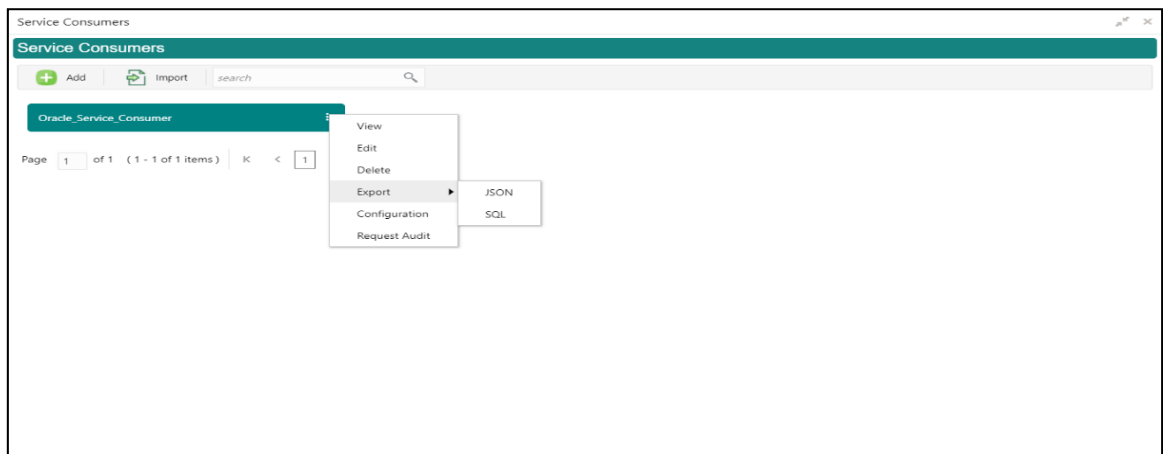 Service Consumers
Service Consumers
Add Import search
Oracle_Service_Consumer
View
Edit
Delete
Export JSON
Configuration SQL
Request Audit
Page 1 of 1 ( 1 - 1 of 1 items ) K < 1